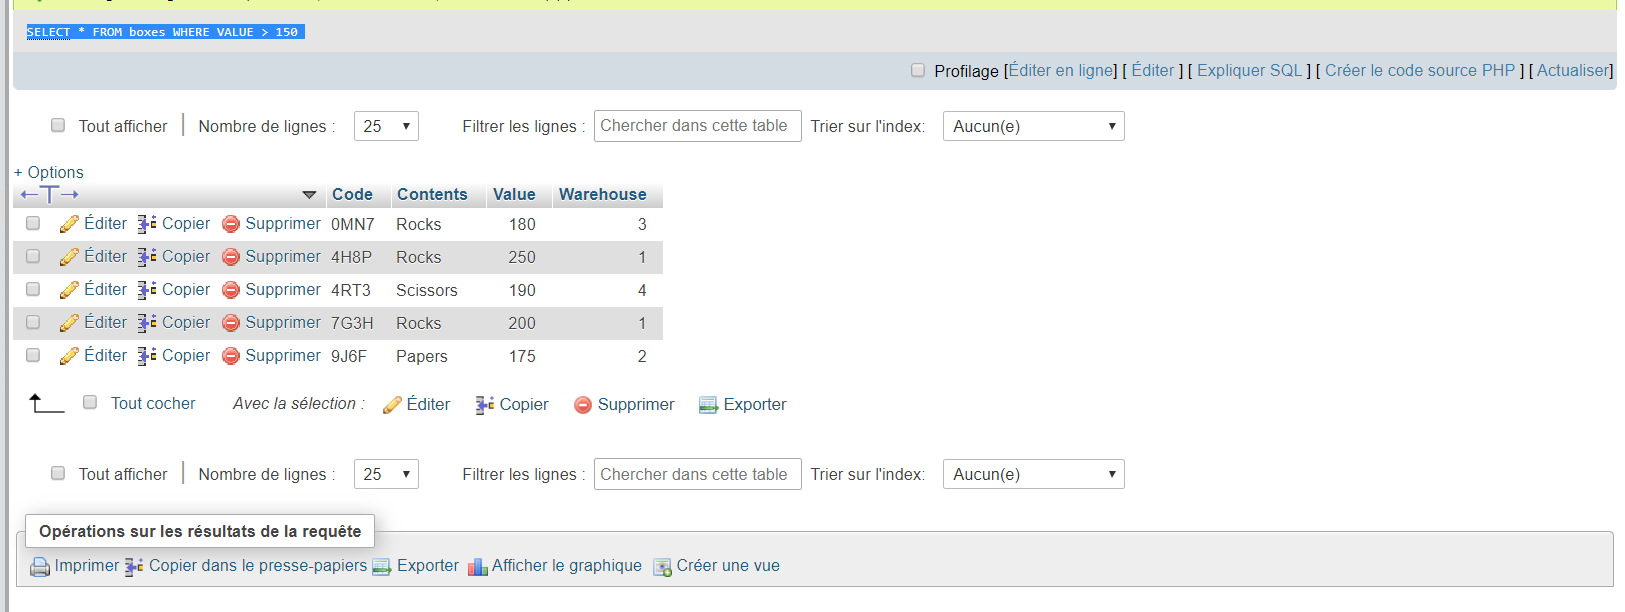 SELECT * FROM boxes WHERE VALUE > 150
Profilage [Éditer en ligne] [ Éditer ] [ Expliquer SQL ] [ Créer le code source PHP ] [ Actualiser]
Tout afficher | Nombre de lignes : 25 Filtrer les lignes : Chercher dans cette table Trier sur l'index: Aucun(e)
+ Options
←T→ Code Contents Value Warehouse
Éditer Copier Supprimer 0MN7 Rocks 180 3
Éditer Copier Supprimer 4H8P Rocks 250 1
Éditer Copier Supprimer 4RT3 Scissors 190 4
Éditer Copier Supprimer 7G3H Rocks 200 1
Éditer Copier Supprimer 9J6F Papers 175 2
Tout cocher Avec la sélection : Éditer Copier Supprimer Exporter
Tout afficher | Nombre de lignes : 25 Filtrer les lignes : Chercher dans cette table Trier sur l'index: Aucun(e)
Opérations sur les résultats de la requête
Imprimer Copier dans le presse-papiers Exporter Afficher le graphique Créer une vue